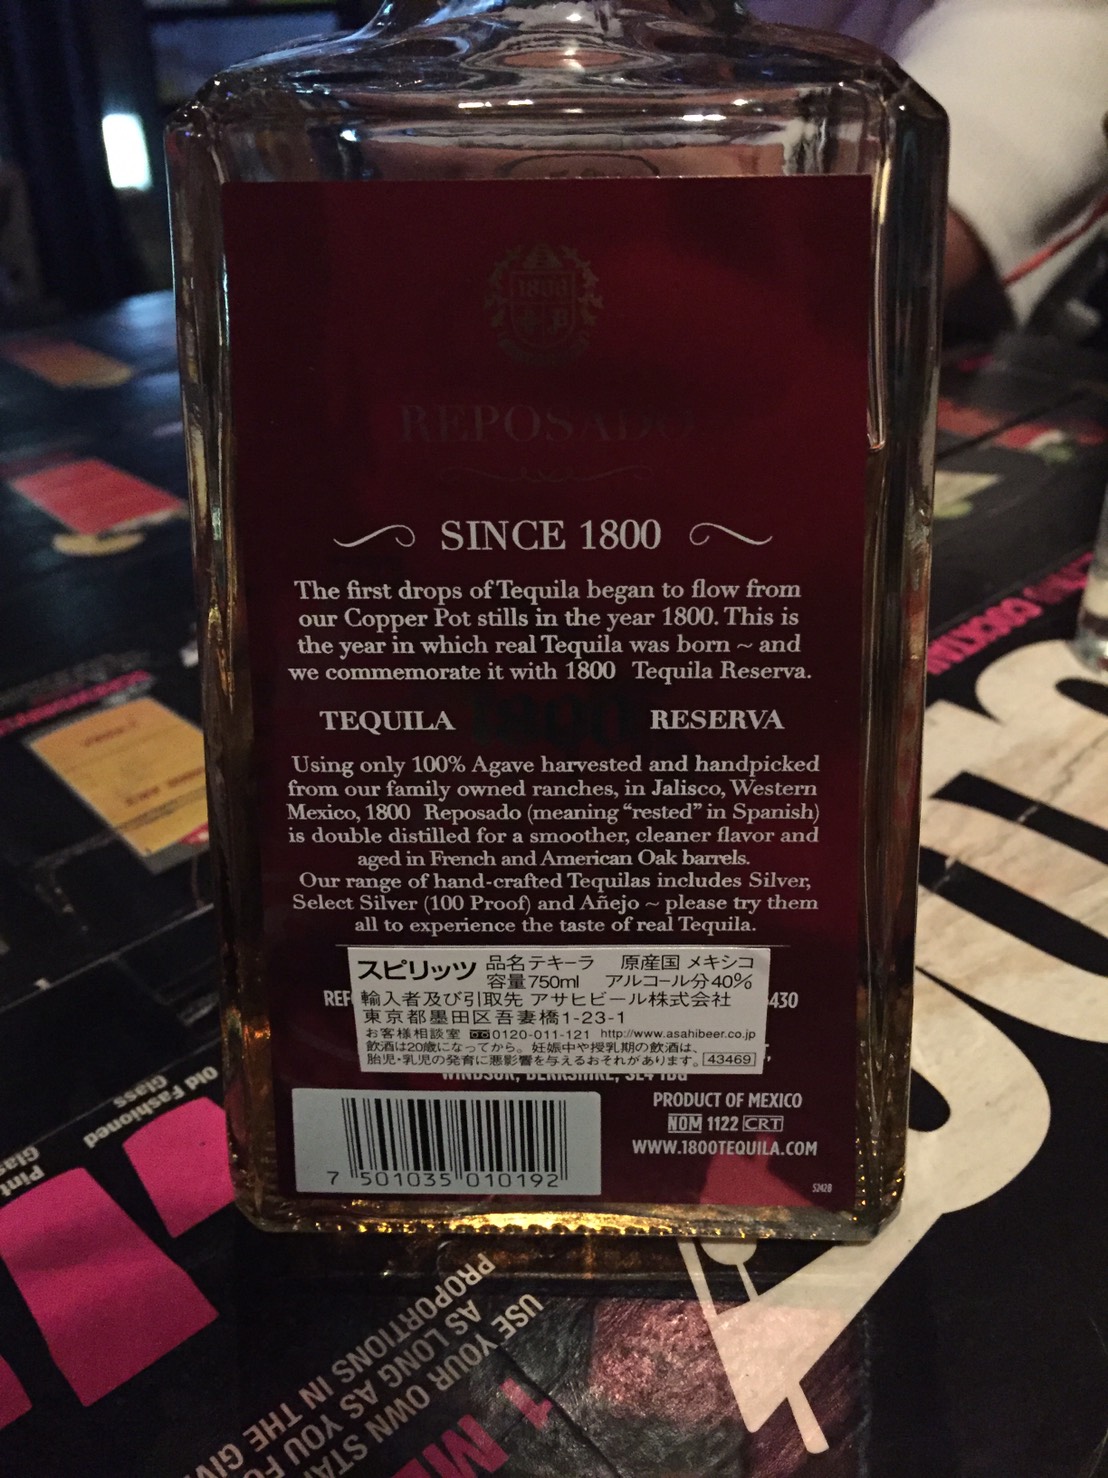 1800
REPOSADO
SINCE 1800
The first drops of Tequila began to flow from
our Copper Pot stills in the year 1800. This is
the year in which real Tequila was born ~ and
we commemorate it with 1800 Tequila Reserva.
TEQUILA RESERVA
Using only 100% Agave harvested and handpicked
from our family owned ranches, in Jalisco, Western
Mexico, 1800 Reposado (meaning “rested” in Spanish)
is double distilled for a smoother, cleaner flavor and
aged in French and American Oak barrels.
Our range of hand-crafted Tequilas includes Silver,
Select Silver (100 Proof) and Añejo ~ please try them
all to experience the taste of real Tequila.
スピリッツ 品名テキーラ 原産国 メキシコ
容量750ml アルコール分40%
輸入者及び引取先 アサヒビール株式会社
東京都墨田区吾妻橋1-23-1
お客様相談室 0120-011-121 http://www.asahibeer.co.jp
飲酒は20歳になってから。妊娠中や授乳期の飲酒は、
胎児・乳児の発育に悪影響を与えるおそれがあります。 43469
WINDSOR, BERKSHIRE, SL4 1DG
PRODUCT OF MEXICO
NOM 1122 CRT
WWW.1800TEQUILA.COM
7 501035 010192
5242B
Old Fashioned
Glass
Pint
USE YOUR OWN
AS LONG AS YOU
PROPORTIONS IN THE
1